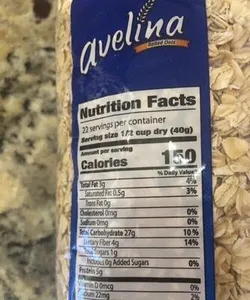 avelina
Rolled Oats
Nutrition Facts
22 servings per container
Serving size 1/2 cup dry (40g)
Amount per serving
Calories 150
% Daily Value*
Total Fat 3g 4%
Saturated Fat 0.5g 3%
Trans Fat 0g
Cholesterol 0mg 0%
Sodium 0mg 0%
Total Carbohydrate 27g 10%
Dietary Fiber 4g 14%
Total Sugars 1g
Includes 0g Added Sugars 0%
Protein 5g
Vitamin D 0mcg 0%
22mg 2%